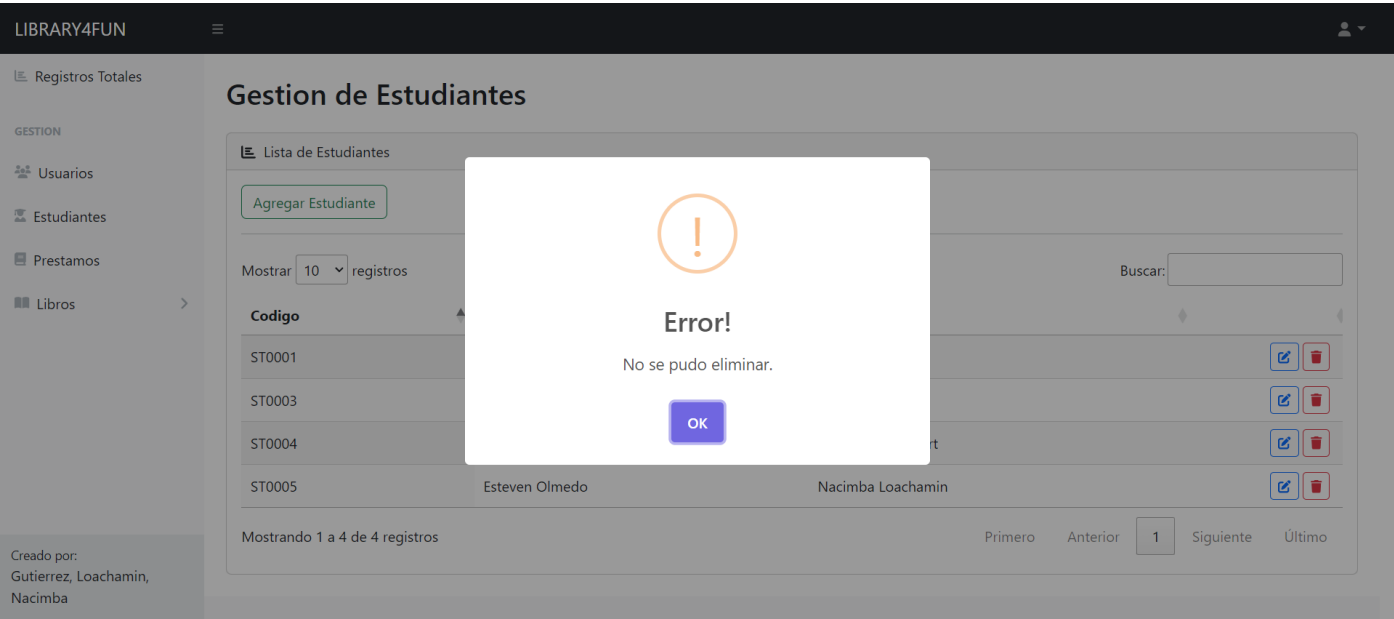 LIBRARY4FUN
Registros Totales
GESTION
Usuarios
Estudiantes
Prestamos
Libros
Creado por:
Gutierrez, Loachamin,
Nacimba
Gestion de Estudiantes
Lista de Estudiantes
Agregar Estudiante
Mostrar 10 registros
Buscar:
Codigo
ST0001
ST0003
ST0004
ST0005 Esteven Olmedo Nacimba Loachamin
Mostrando 1 a 4 de 4 registros
Primero Anterior 1 Siguiente Último
!
Error!
No se pudo eliminar.
OK